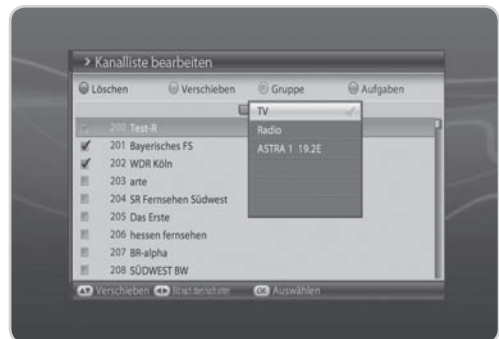 > Kanalliste bearbeiten
Löschen Verschieben Gruppe Aufgaben
TV
Radio
ASTRA 1 19.2E
200 Test-R
201 Bayerisches FS
202 WDR Köln
203 arte
204 SR Fernsehen Südwest
205 Das Erste
206 hessen fernsehen
207 BR-alpha
208 SÜDWEST BW
Verschieben OK Auswählen